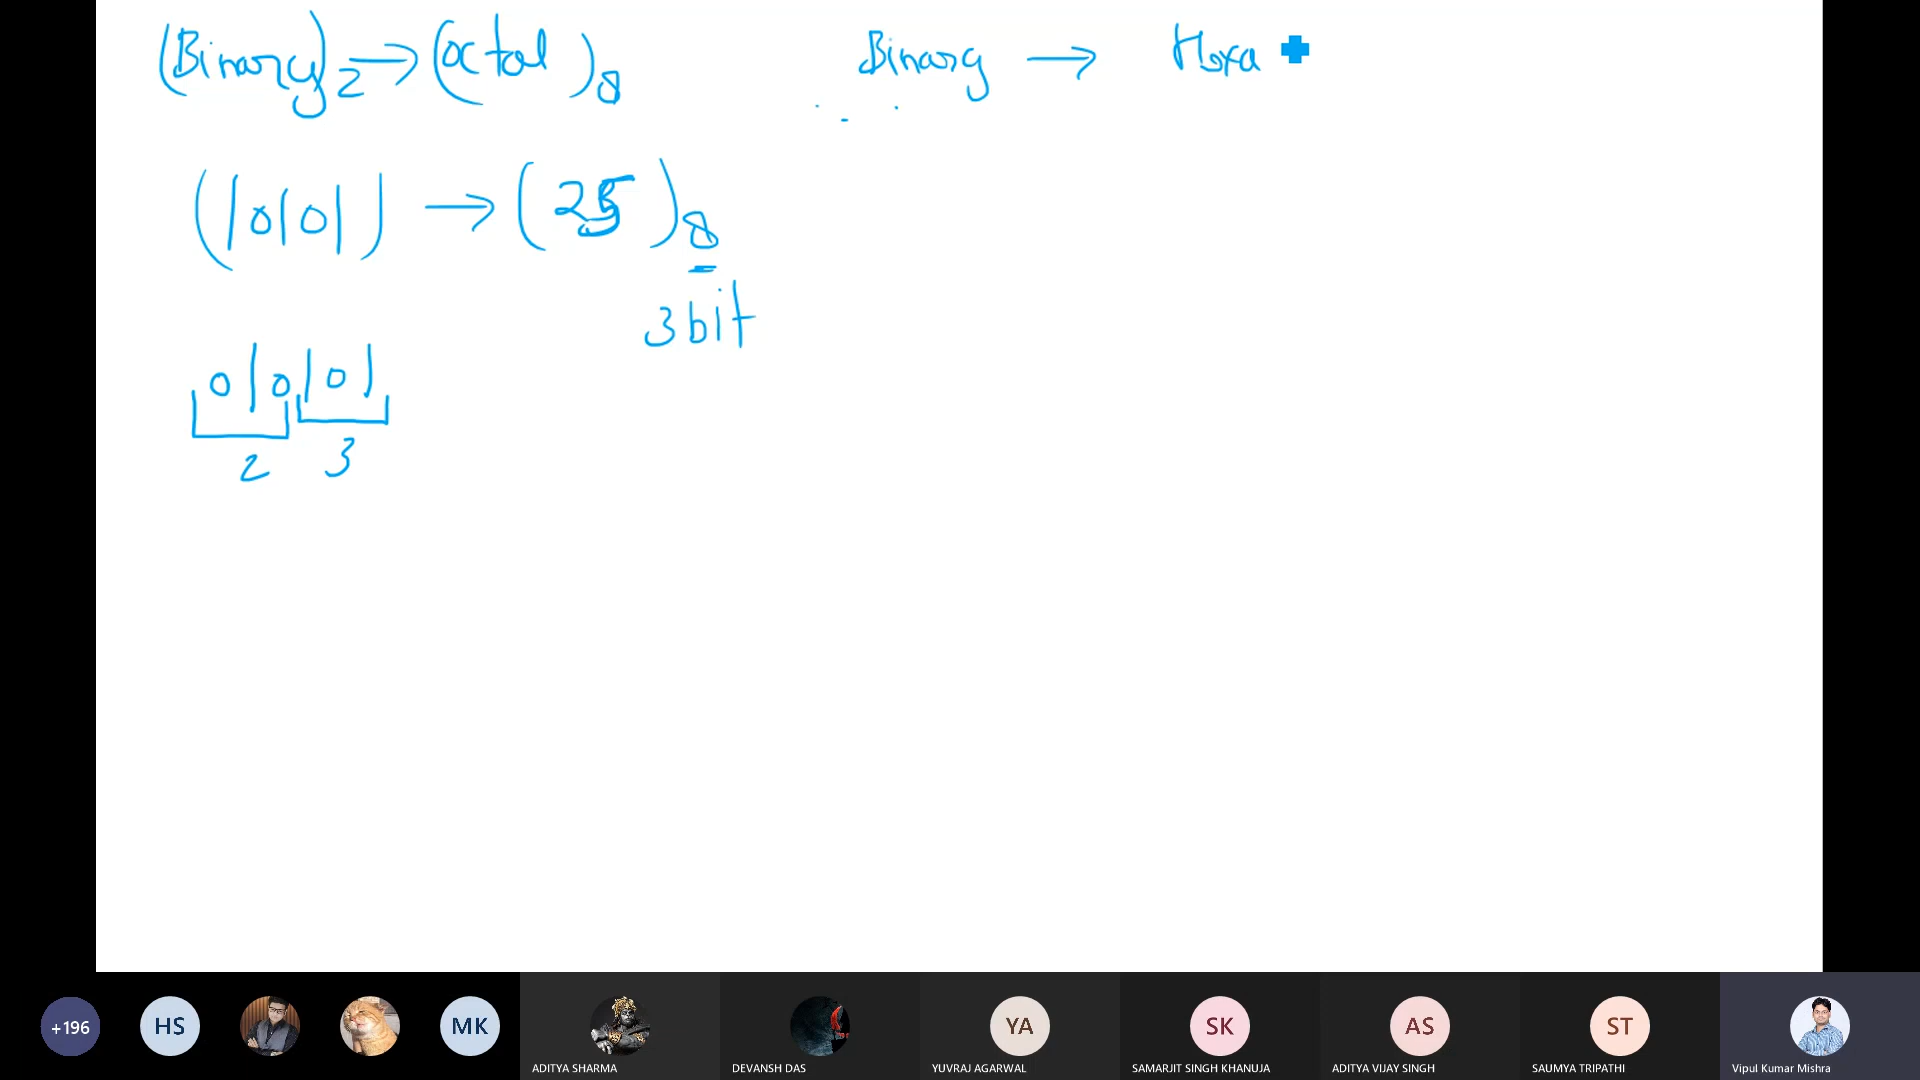 (Binary)2 → (octal)8
Binary → Hexa
(10101) → (25)8
3bit
010101
2 3
+196
HS
MK
YA
SK
AS
ST
ADITYA SHARMA
DEVANSH DAS
YUVRAJ AGARWAL
SAMARJIT SINGH KHANUJA
ADITYA VIJAY SINGH
SAUMYA TRIPATHI
Vipul Kumar Mishra